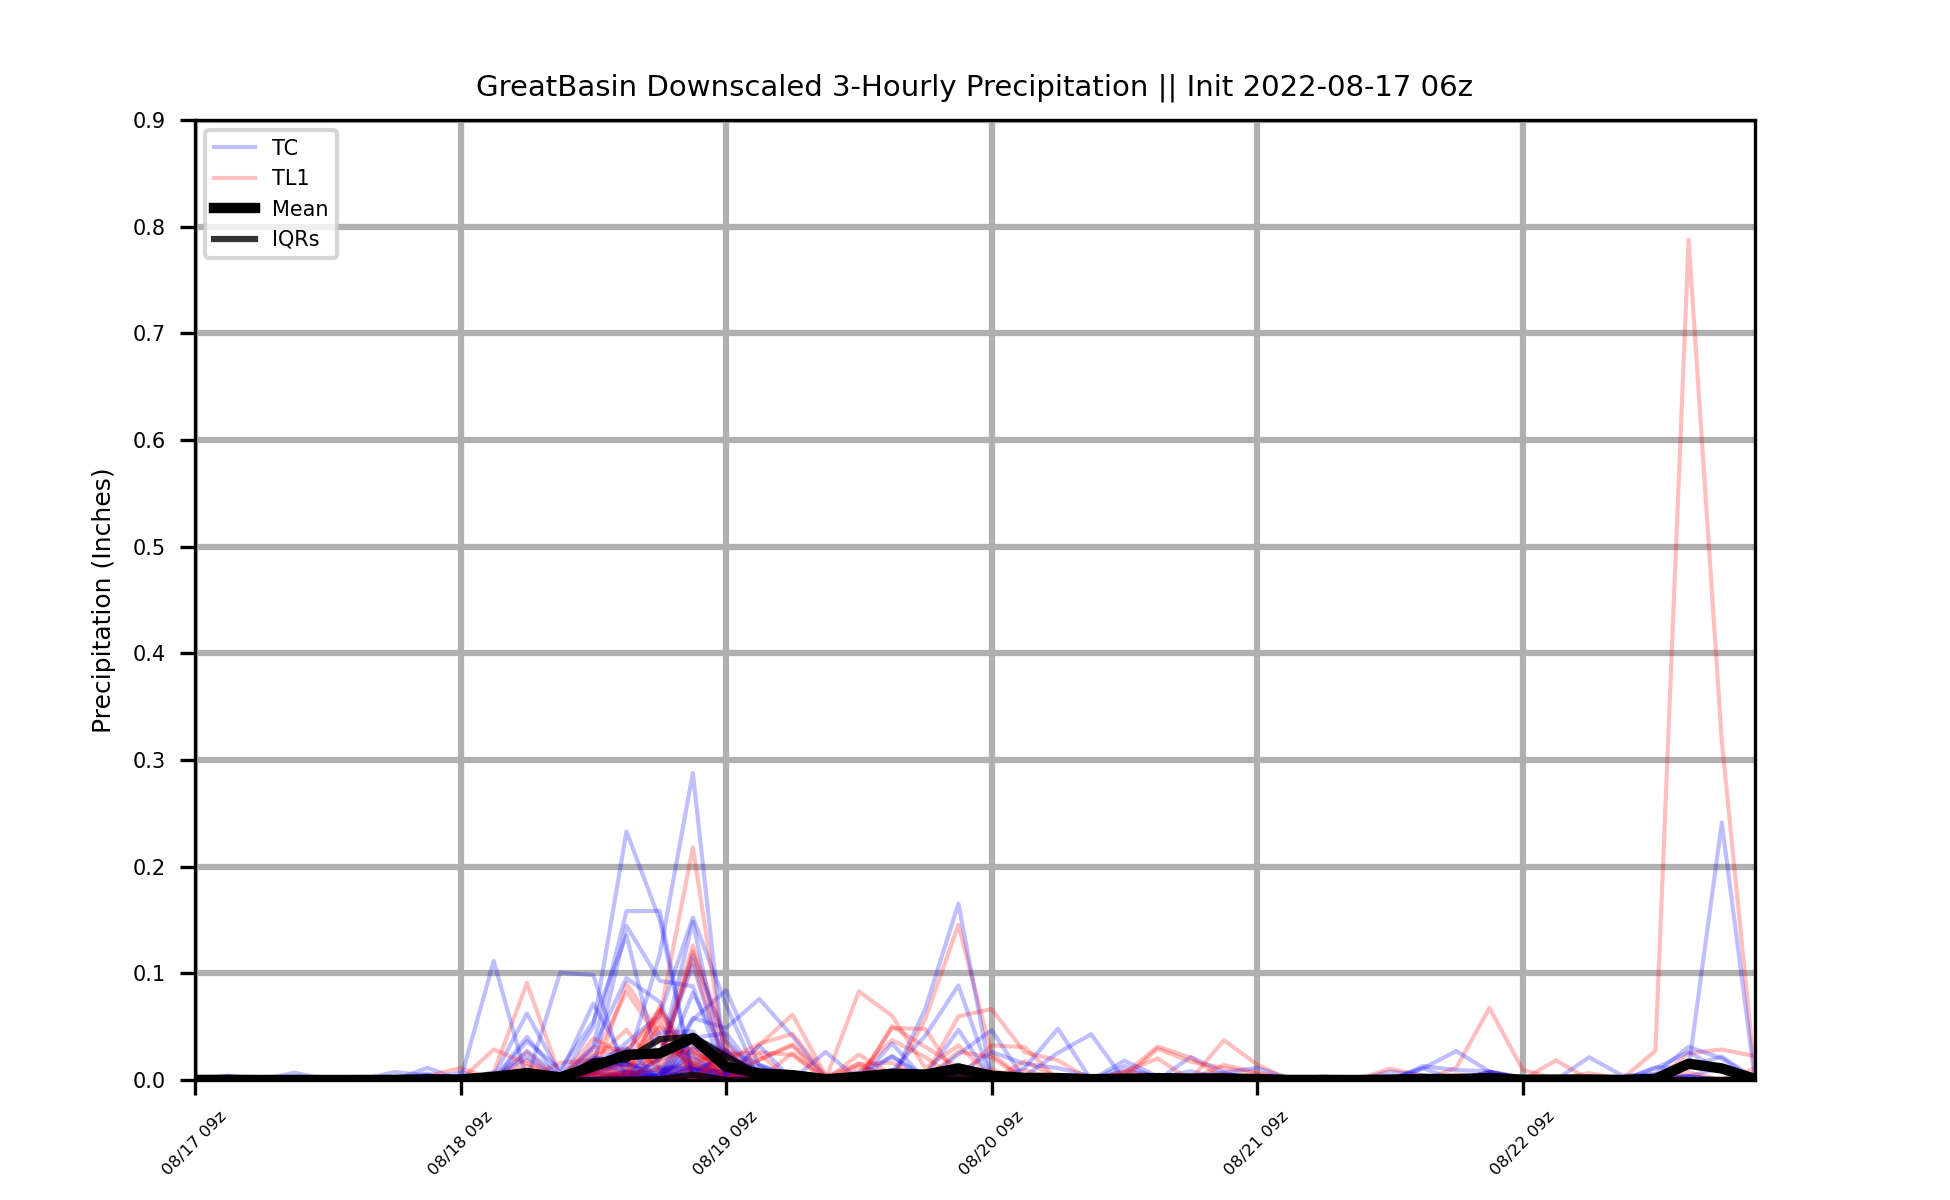 GreatBasin Downscaled 3-Hourly Precipitation || Init 2022-08-17 06z
TC
TL1
Mean
IQRs
Precipitation (Inches)
0.9
0.8
0.7
0.6
0.5
0.4
0.3
0.2
0.1
0.0
08/17 09z
08/18 09z
08/19 09z
08/20 09z
08/21 09z
08/22 09z